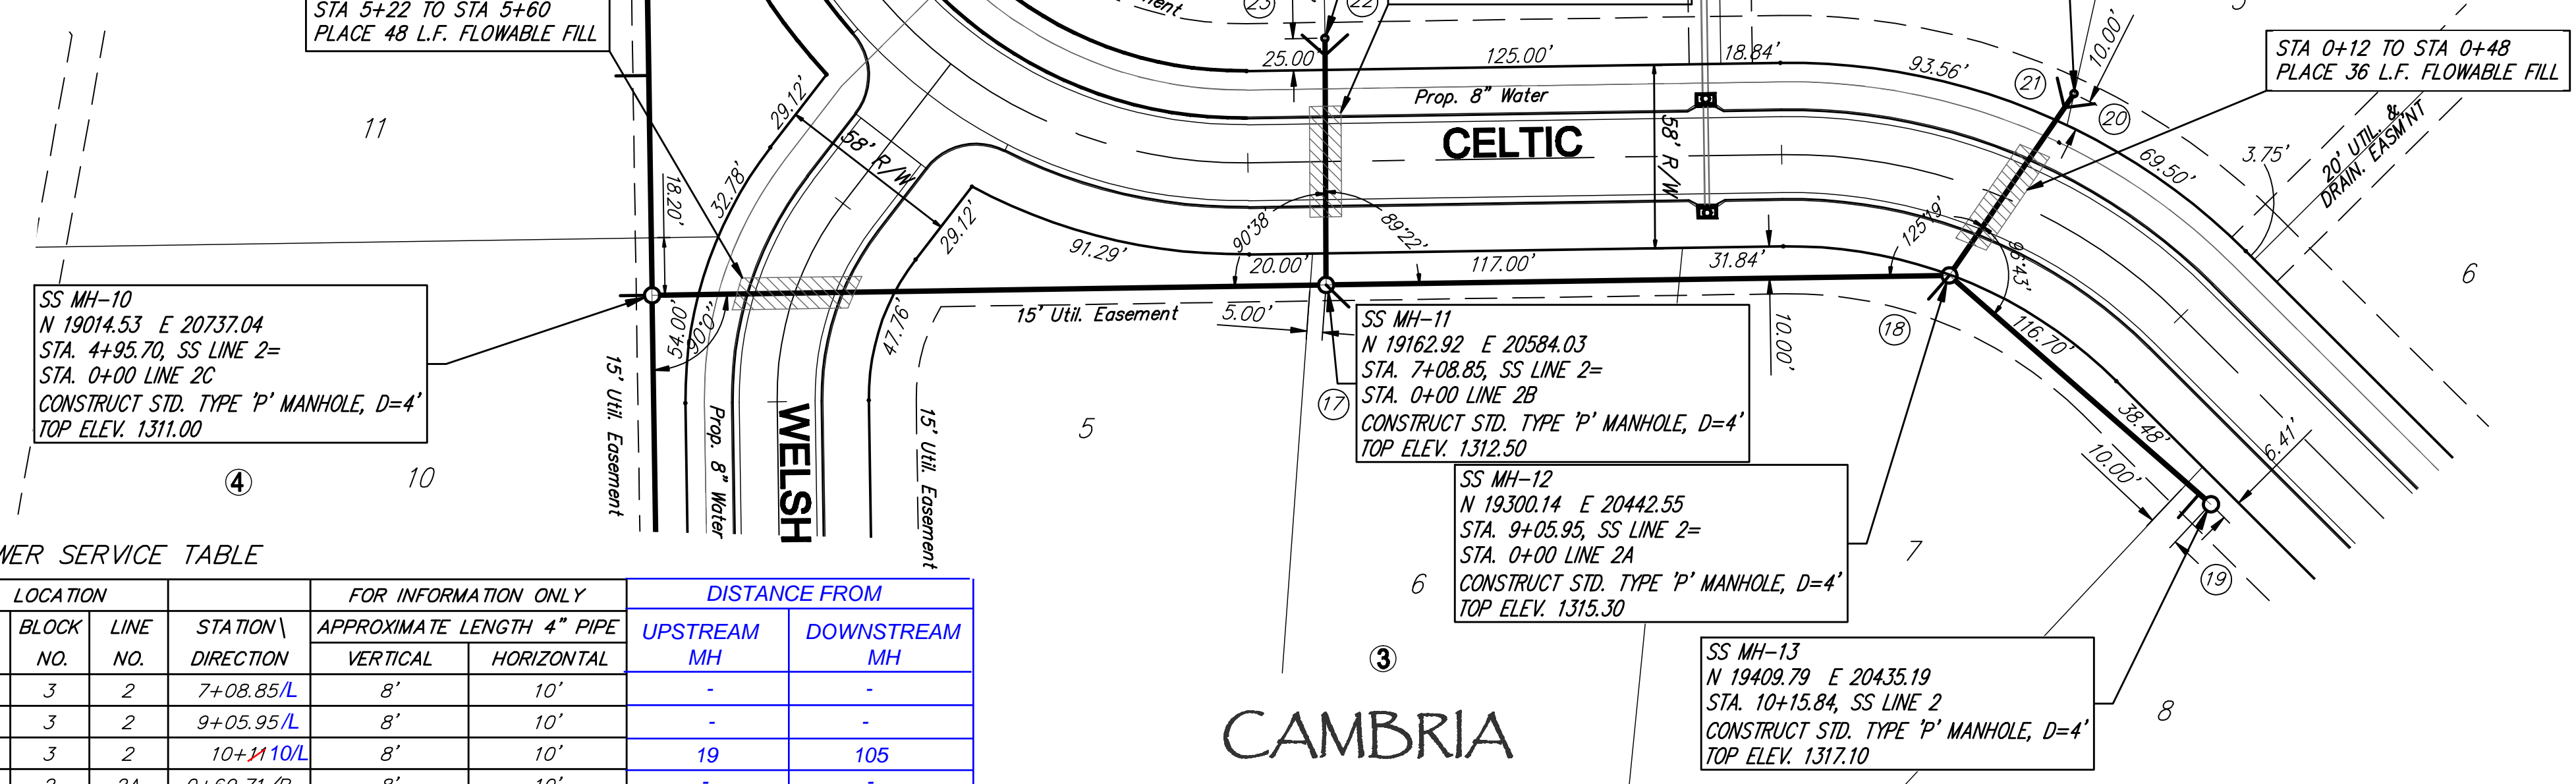 STA 5+22 TO STA 5+60
PLACE 48 L.F. FLOWABLE FILL
23
22
25.00'
125.00'
18.84'
93.56'
10.00'
21
20
STA 0+12 TO STA 0+48
PLACE 36 L.F. FLOWABLE FILL
11
29.12'
58' R/W
32.78'
18.20'
29.12'
Prop. 8" Water
CELTIC
58' R/W
69.50'
3.75'
20' UTIL. &
DRAIN. EASM'NT
6
91.29'
90°38'
89°22'
20.00'
117.00'
31.84'
125°19'
96°43'
SS MH-10
N 19014.53 E 20737.04
STA. 4+95.70, SS LINE 2=
STA. 0+00 LINE 2C
CONSTRUCT STD. TYPE 'P' MANHOLE, D=4'
TOP ELEV. 1311.00
54.00'
90°0'0"
47.76'
15' Util. Easement
5.00'
SS MH-11
N 19162.92 E 20584.03
STA. 7+08.85, SS LINE 2=
STA. 0+00 LINE 2B
CONSTRUCT STD. TYPE 'P' MANHOLE, D=4'
TOP ELEV. 1312.50
10.00'
18
116.70'
17
15' Util. Easement
Prop. 8" Water
WELSH
15' Util. Easement
5
38.48'
6.41'
10.00'
4
10
SS MH-12
N 19300.14 E 20442.55
STA. 9+05.95, SS LINE 2=
STA. 0+00 LINE 2A
CONSTRUCT STD. TYPE 'P' MANHOLE, D=4'
TOP ELEV. 1315.30
7
19
6
3
SS MH-13
N 19409.79 E 20435.19
STA. 10+15.84, SS LINE 2
CONSTRUCT STD. TYPE 'P' MANHOLE, D=4'
TOP ELEV. 1317.10
8
CAMBRIA
WER SERVICE TABLE
LOCATION FOR INFORMATION ONLY DISTANCE FROM
BLOCK LINE STATION\ APPROXIMATE LENGTH 4" PIPE UPSTREAM DOWNSTREAM
NO. NO. DIRECTION VERTICAL HORIZONTAL MH MH
3 2 7+08.85/L 8' 10' - -
3 2 9+05.95/L 8' 10' - -
3 2 10+11 10/L 8' 10' 19 105